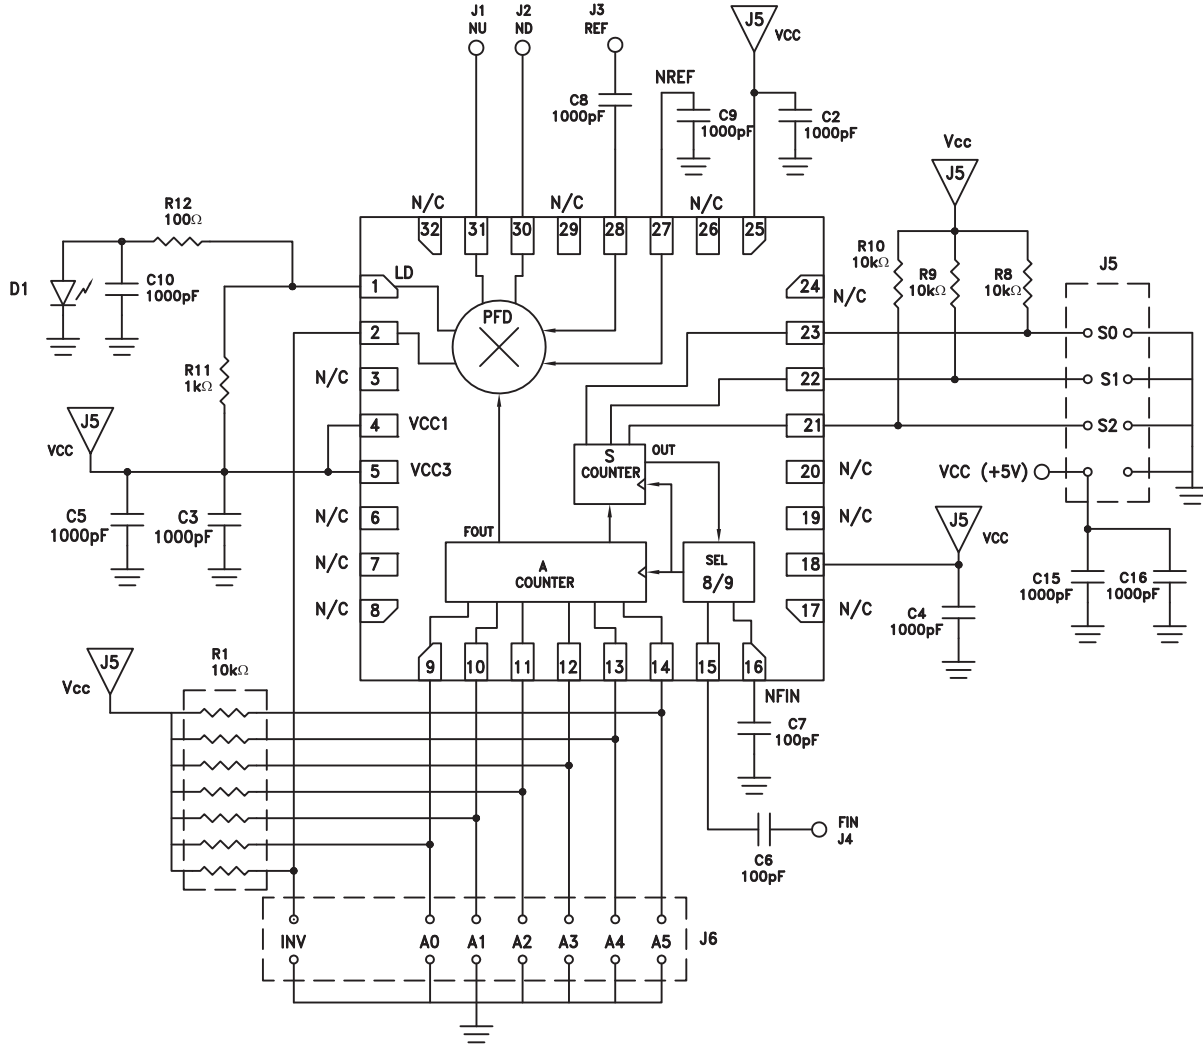 J1
NU
J2
ND
J3
REF
J5
VCC
NREF
C8
1000pF
C9
1000pF
C2
1000pF
Vcc
J5
R12
100Ω
N/C
N/C
N/C
32
31
30
29
28
27
26
25
R10
10kΩ
R9
10kΩ
R8
10kΩ
J5
D1
C10
1000pF
1
LD
PFD
24
N/C
2
23
S0
R11
1kΩ
N/C
3
22
S1
J5
VCC
4
VCC1
21
S2
5
VCC3
S
COUNTER
OUT
20
N/C
VCC (+5V)
C5
1000pF
C3
1000pF
N/C
6
19
N/C
J5
VCC
FOUT
N/C
7
A
COUNTER
SEL
8/9
18
C15
1000pF
C16
1000pF
N/C
8
17
N/C
C4
1000pF
J5
Vcc
R1
10kΩ
9
10
11
12
13
14
15
16
NFIN
C7
100pF
FIN
J4
C6
100pF
INV
A0
A1
A2
A3
A4
A5
J6